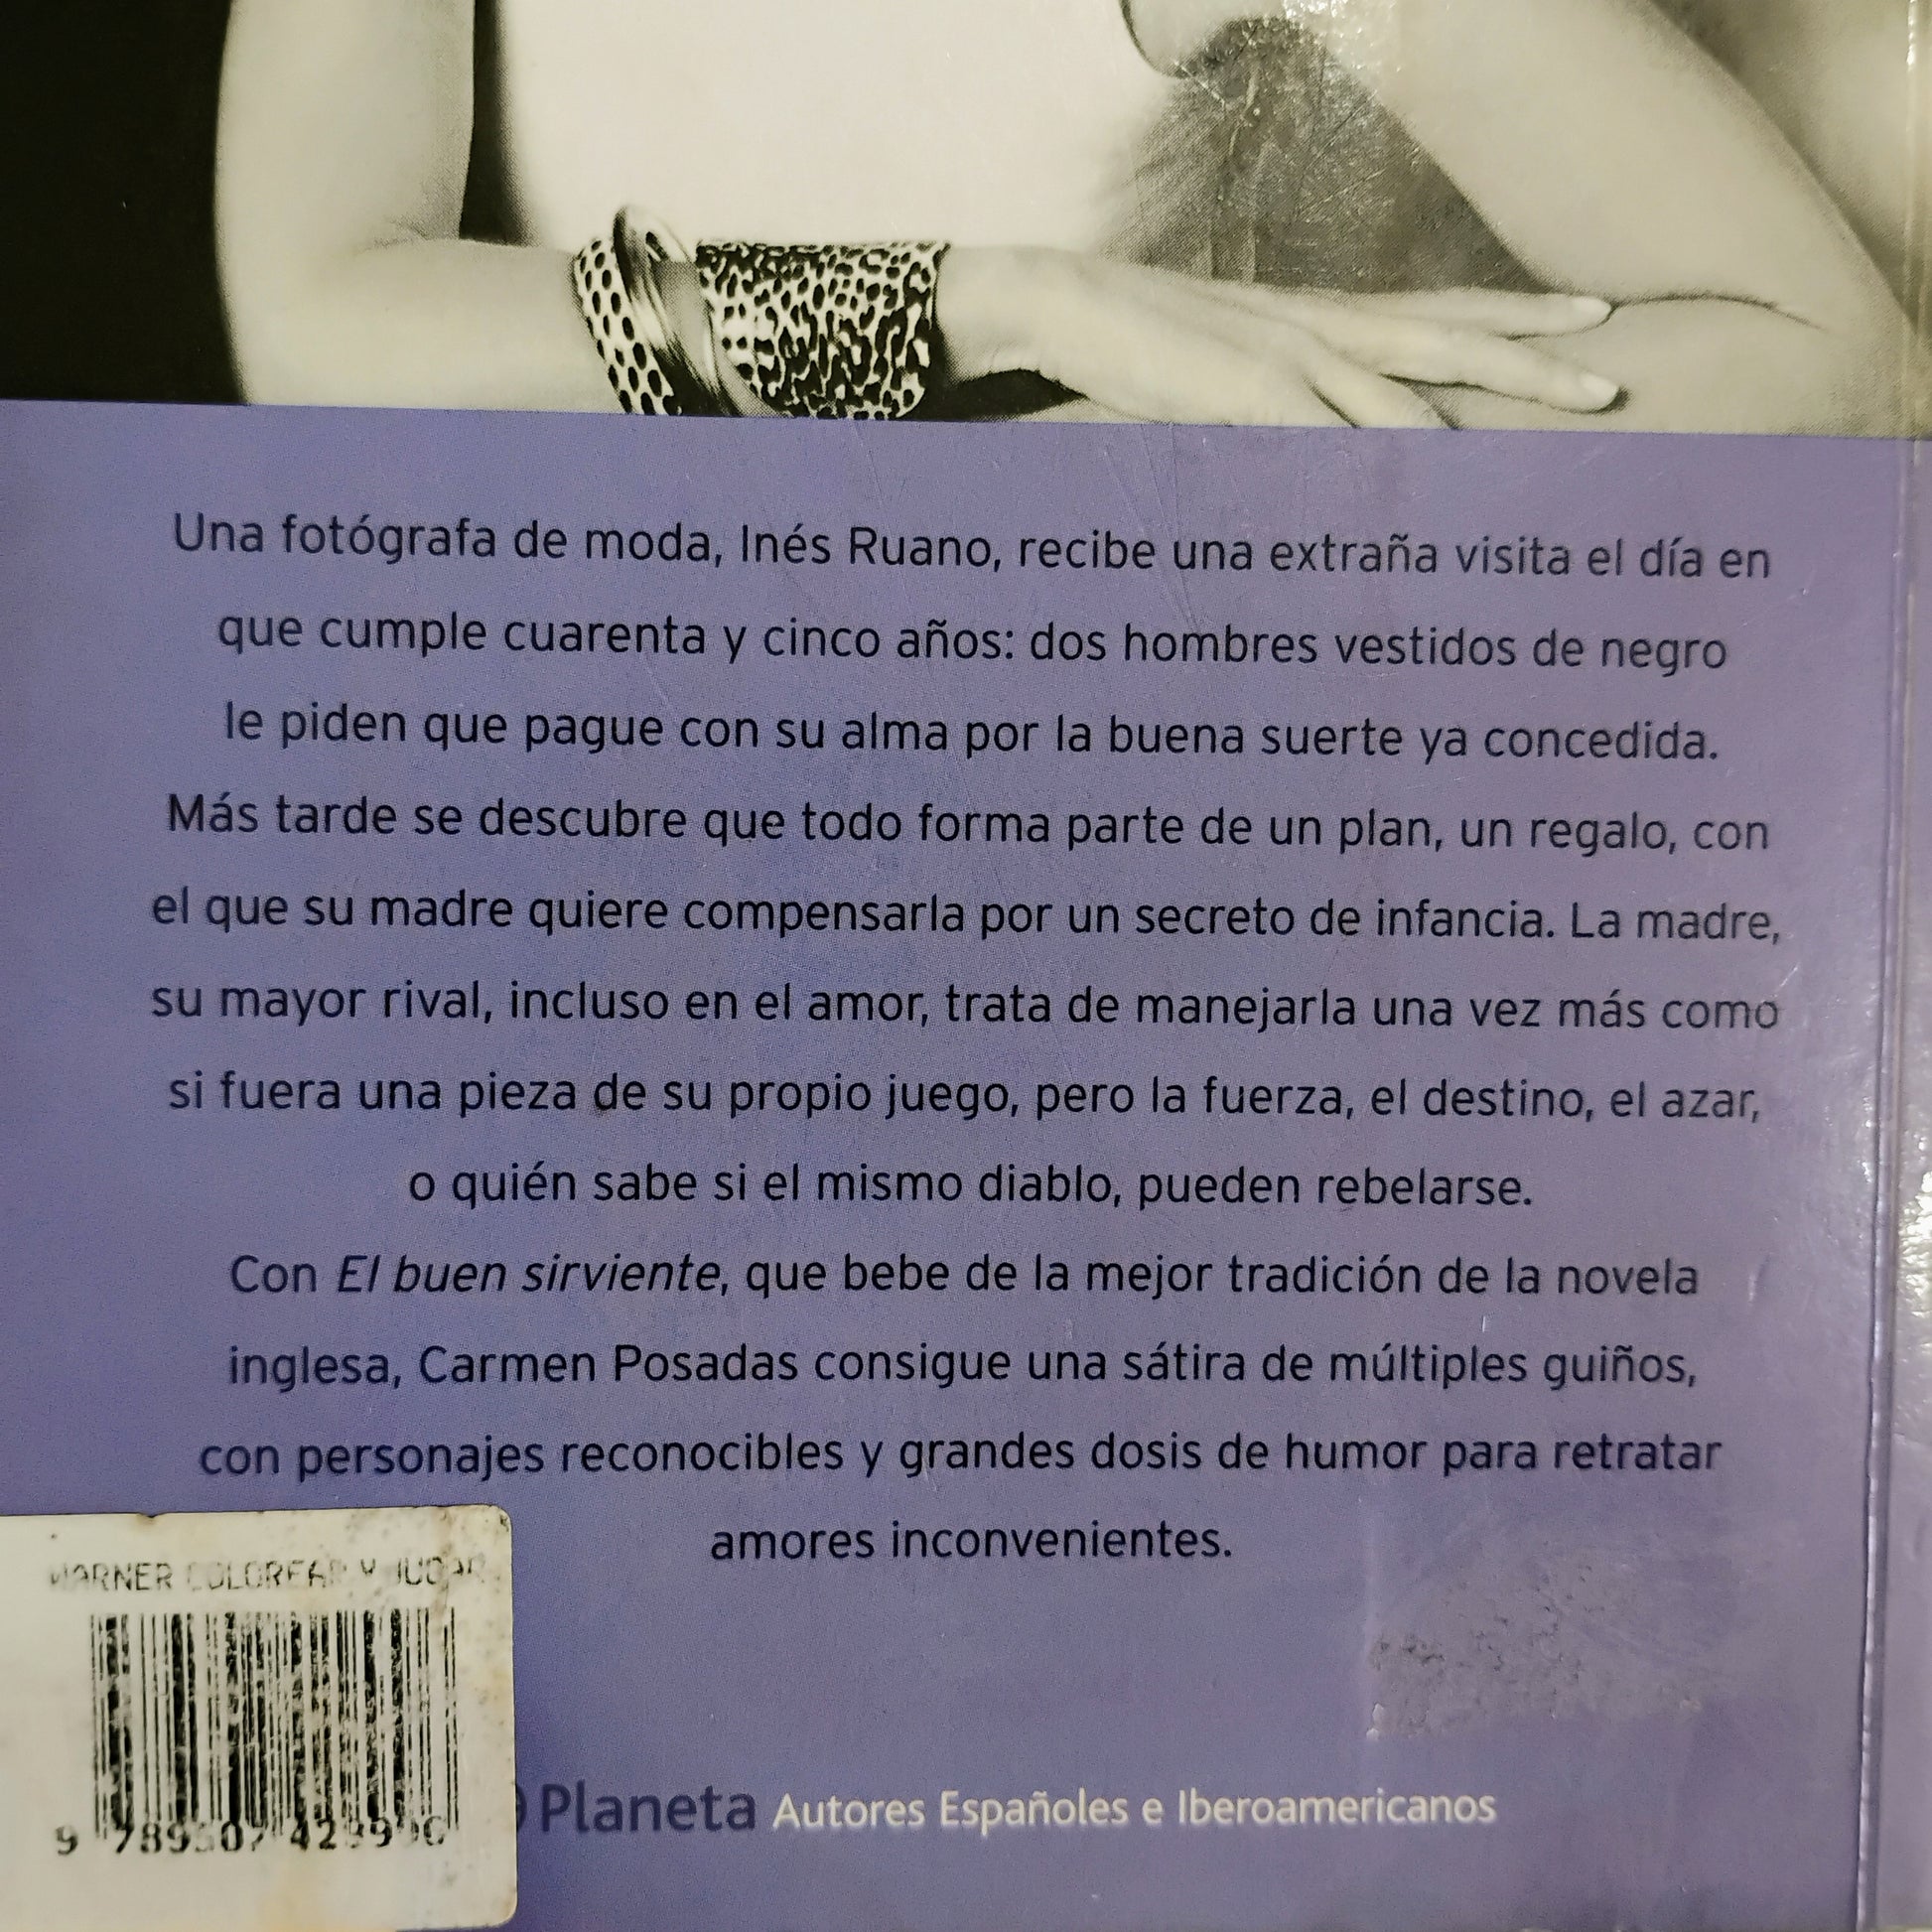 Una fotógrafa de moda, Inés Ruano, recibe una extraña visita el día en
que cumple cuarenta y cinco años: dos hombres vestidos de negro
le piden que pague con su alma por la buena suerte ya concedida.
Más tarde se descubre que todo forma parte de un plan, un regalo, con
el que su madre quiere compensarla por un secreto de infancia. La madre,
su mayor rival, incluso en el amor, trata de manejarla una vez más como
si fuera una pieza de su propio juego, pero la fuerza, el destino, el azar,
o quién sabe si el mismo diablo, pueden rebelarse.
Con El buen sirviente, que bebe de la mejor tradición de la novela
inglesa, Carmen Posadas consigue una sátira de múltiples guiños,
con personajes reconocibles y grandes dosis de humor para retratar
amores inconvenientes.
WARNER COLOREAR Y JUGAR
9
Planeta Autores Españoles e Iberoamericanos